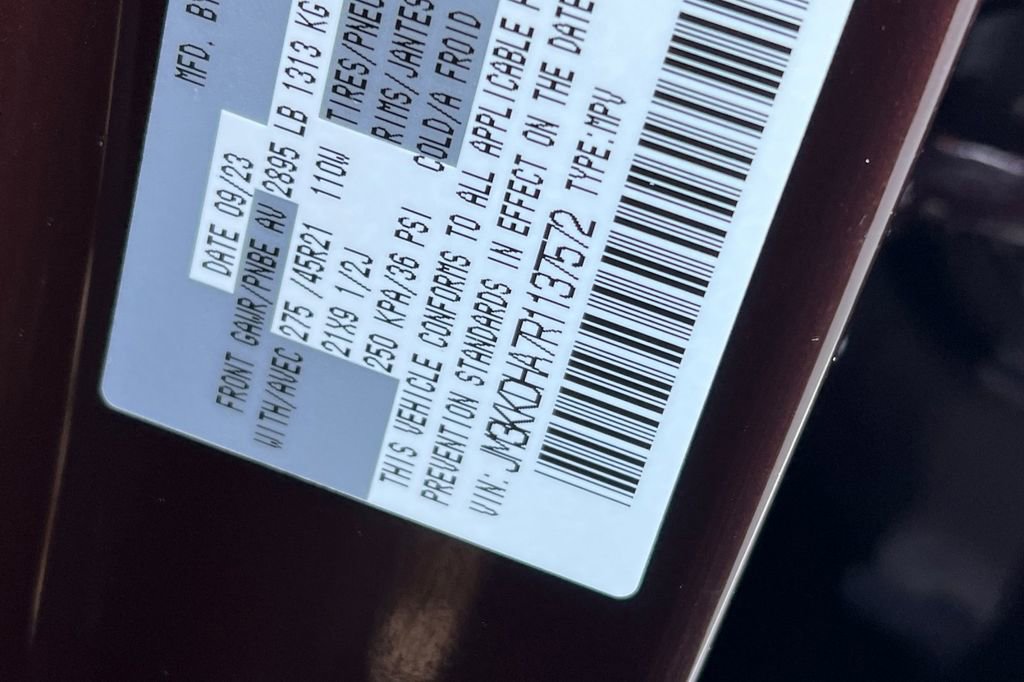 MFD. BY
DATE 09/23
FRONT GAWR/PNBE AV 2895 LB 1313 KG
WITH/AVEC 275 /45R21 110W TIRES/PNEU
21X9 1/2J RIMS/JANTES
250 KPA/36 PSI COLD/A FROID
THIS VEHICLE CONFORMS TO ALL APPLICABLE
PREVENTION STANDARDS IN EFFECT ON THE DATE
VIN: JM3KKDHA7R1137572 TYPE:MPV